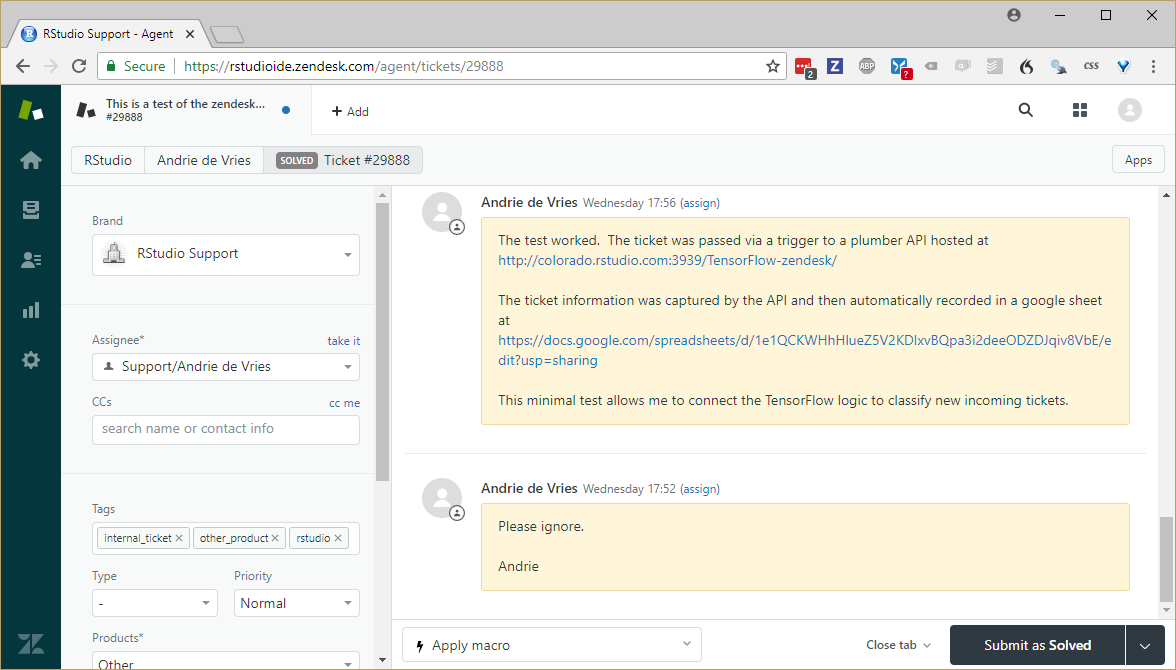 RStudio Support - Agent
Secure
https://rstudioide.zendesk.com/agent/tickets/29888
2
Z
ABP
?
CSS
This is a test of the zendesk...
#29888
+ Add
RStudio
Andrie de Vries
SOLVED Ticket #29888
Apps
Brand
RStudio Support
Assignee*
take it
Support/Andrie de Vries
CCs
cc me
search name or contact info
Tags
internal_ticket ×
other_product ×
rstudio ×
Type
Priority
-
Normal
Products*
Other
Andrie de Vries Wednesday 17:56 (assign)
The test worked. The ticket was passed via a trigger to a plumber API hosted at
http://colorado.rstudio.com:3939/TensorFlow-zendesk/
The ticket information was captured by the API and then automatically recorded in a google sheet
at
https://docs.google.com/spreadsheets/d/1e1QCKWHhHIueZ5V2KDIxvBQpa3i2deeODZDJqiv8VbE/e
dit?usp=sharing
This minimal test allows me to connect the TensorFlow logic to classify new incoming tickets.
Andrie de Vries Wednesday 17:52 (assign)
Please ignore.
Andrie
Apply macro
Close tab
Submit as Solved